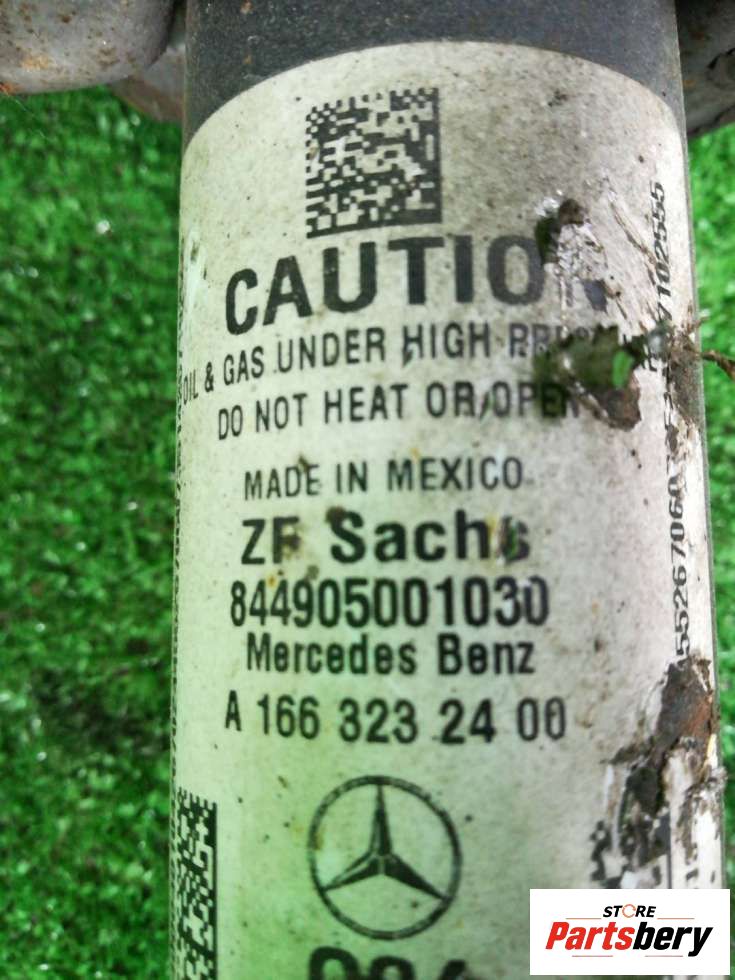 CAUTION
OIL & GAS UNDER HIGH
DO NOT HEAT OR/OPEN
MADE IN MEXICO
ZF Sachs
844905001030
Mercedes Benz
A 166 323 24 00
STORE
Partsbery